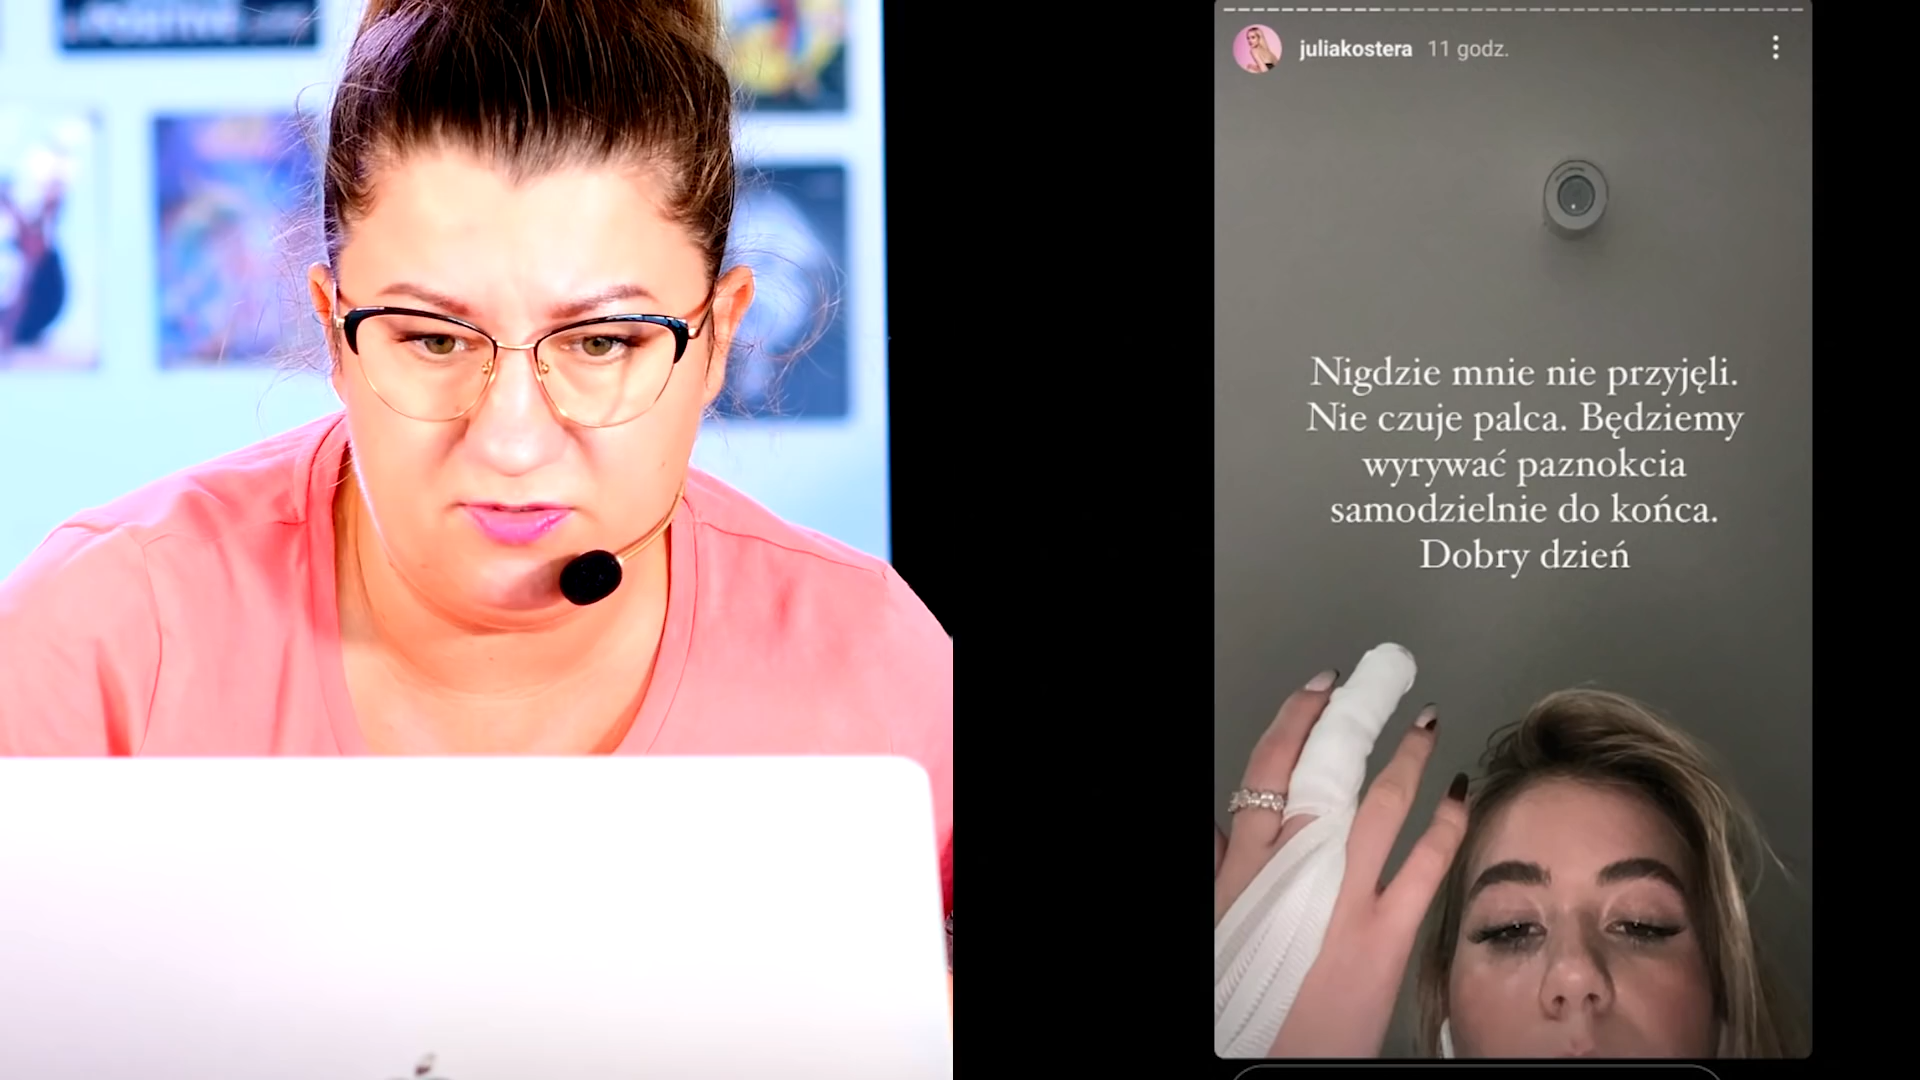 juliakostera 11 godz.
Nigdzie mnie nie przyjęli.
Nie czuje palca. Będziemy
wyrywać paznokcia
samodzielnie do końca.
Dobry dzień